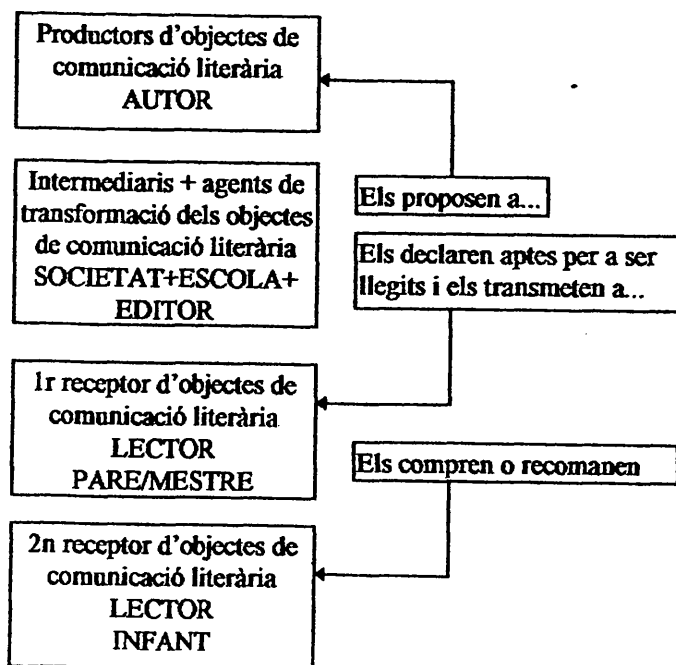 Productors d'objectes de
comunicació literària
AUTOR
Intermediaris + agents de
transformació dels objectes
de comunicació literària
SOCIETAT+ESCOLA+
EDITOR
Els proposen a...
Els declaren aptes per a ser
llegits i els transmeten a...
1r receptor d'objectes de
comunicació literària
LECTOR
PARE/MESTRE
Els compren o recomanen
2n receptor d'objectes de
comunicació literària
LECTOR
INFANT